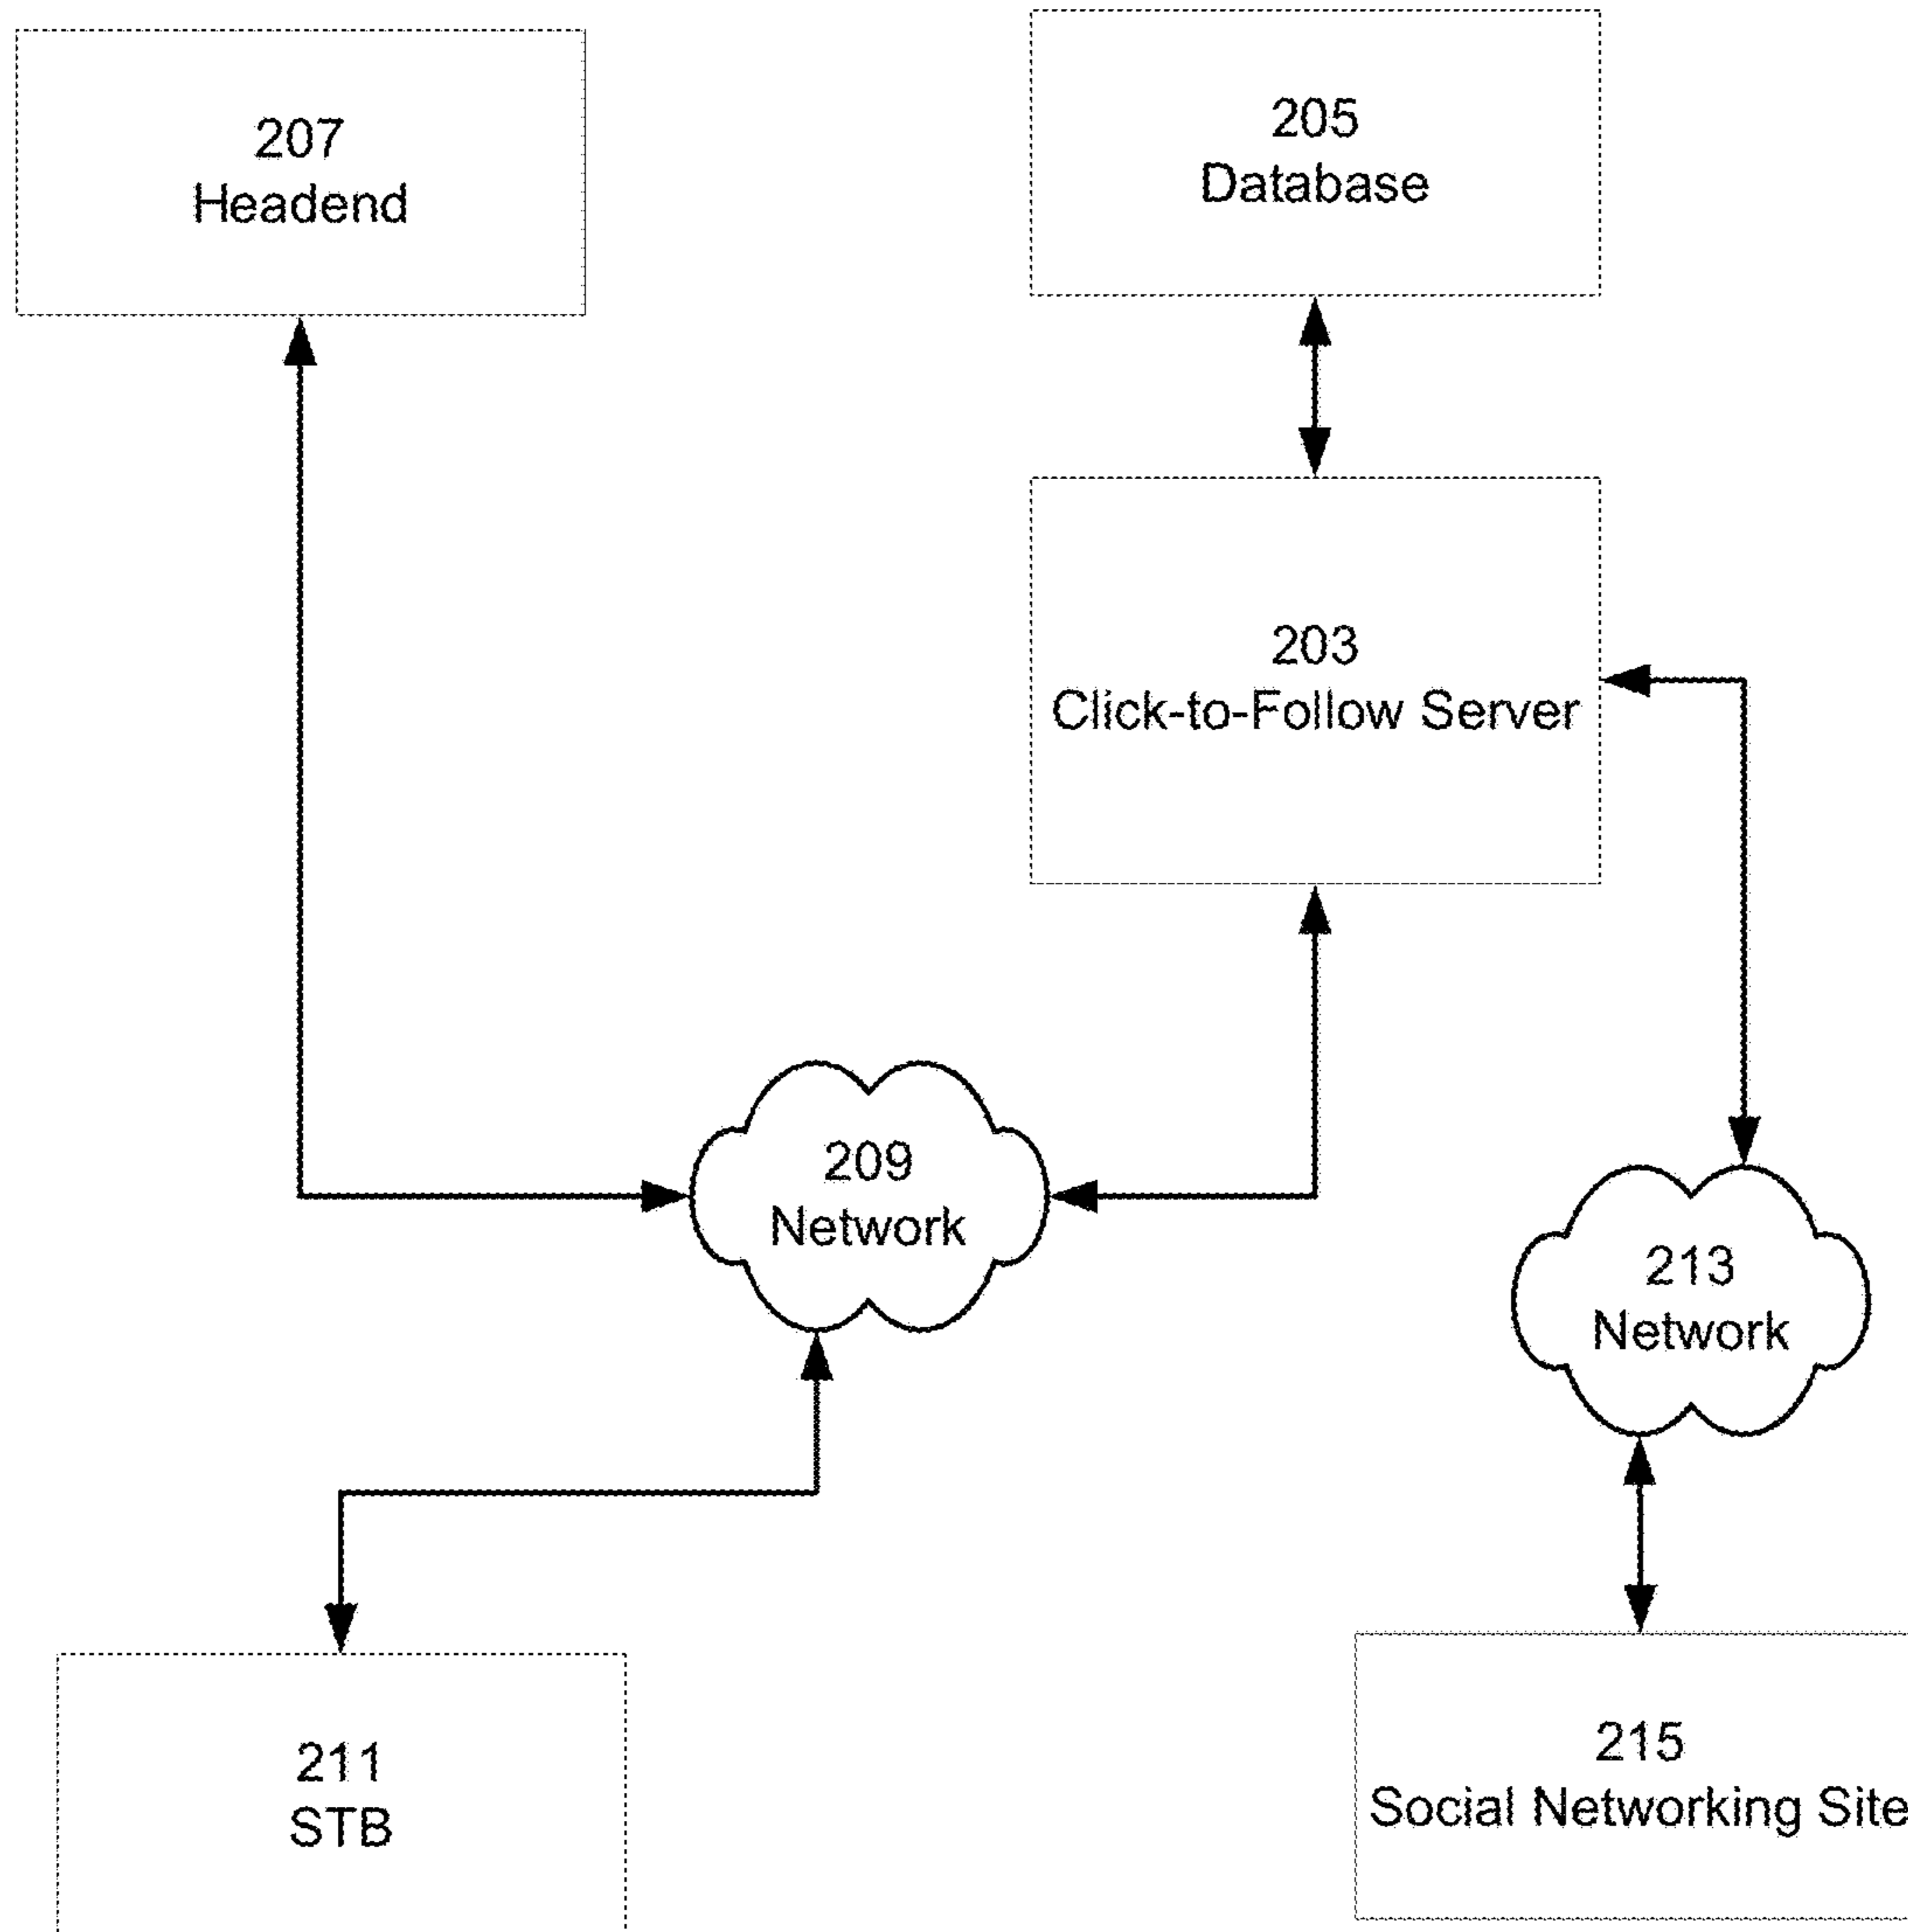 207
Headend
205
Database
203
Click-to-Follow Server
209
Network
213
Network
211
STB
215
Social Networking Site